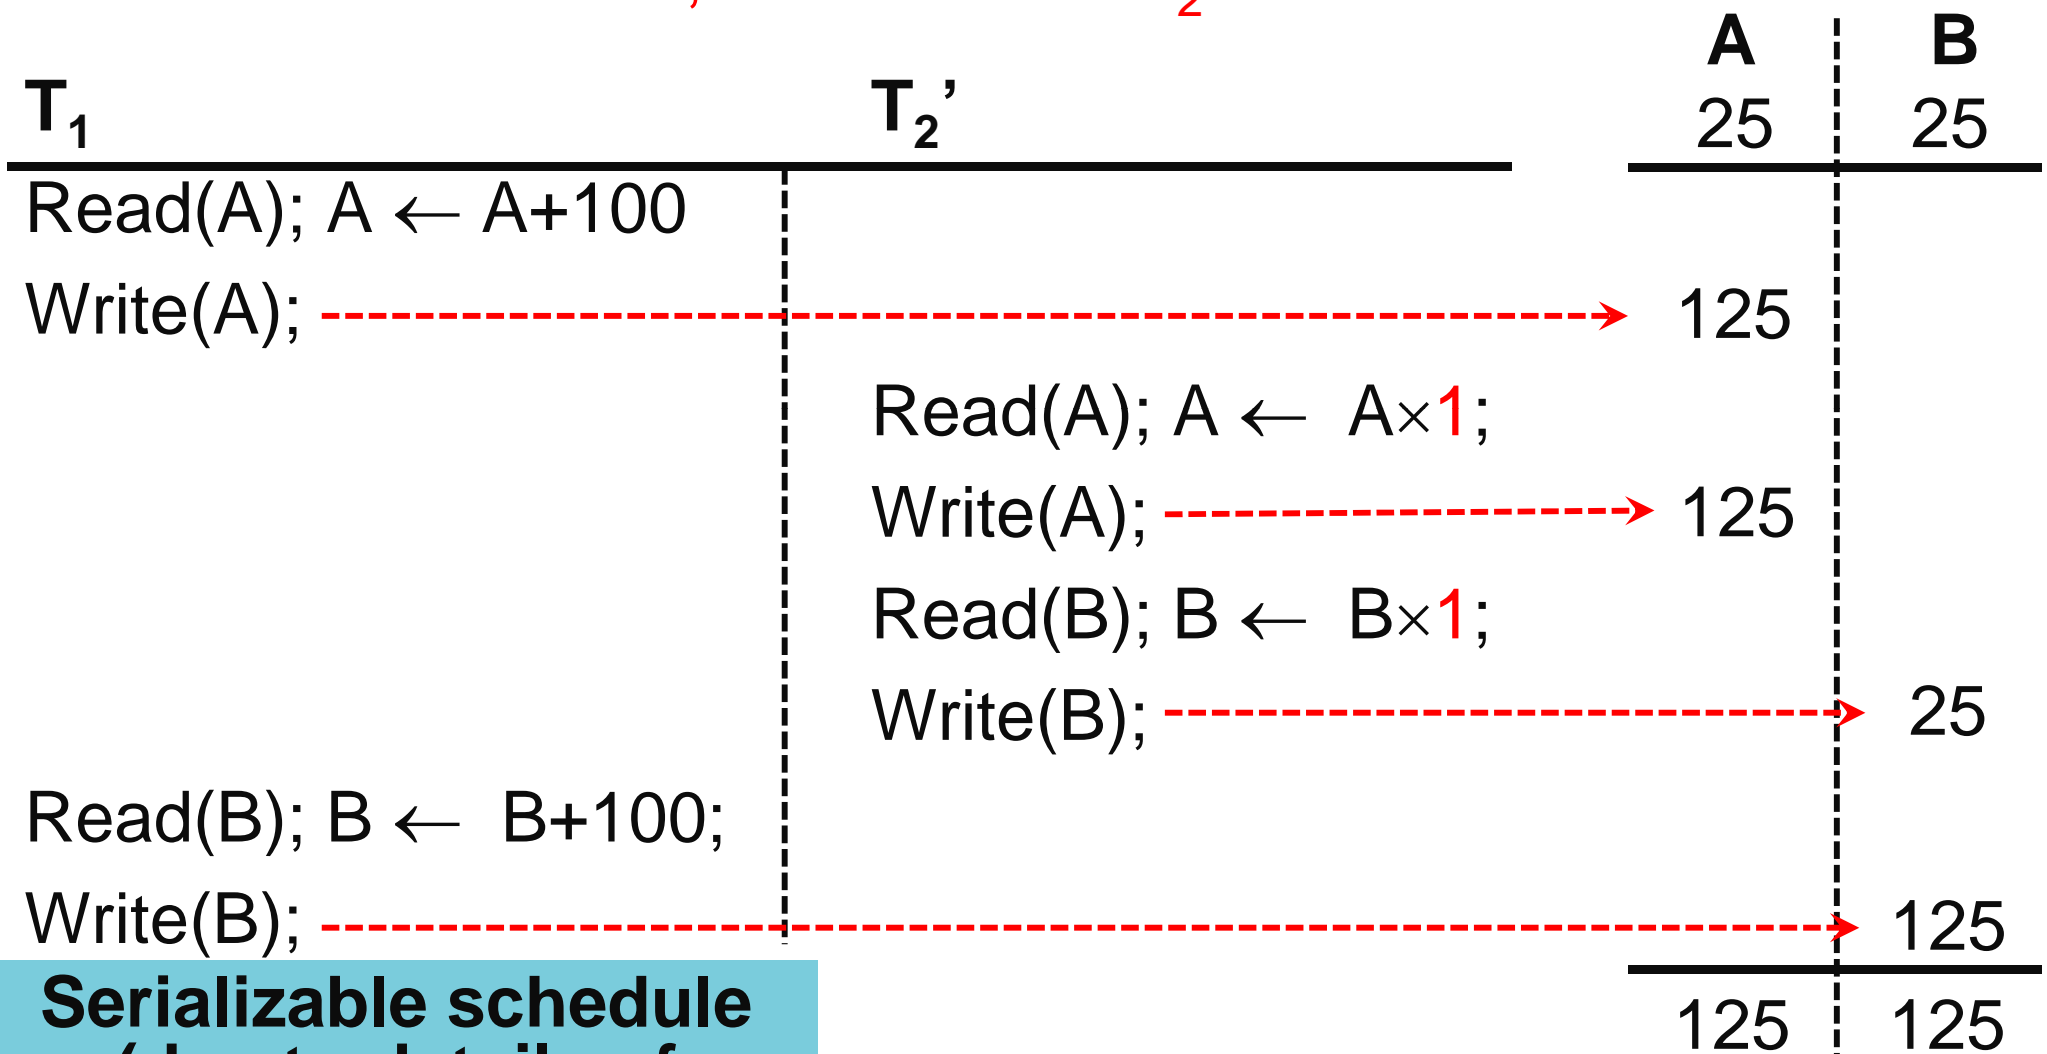 2
A B
T1 T2’ 25 25
Read(A); A ← A+100
Write(A); 125
Read(A); A ← A×1;
Write(A); 125
Read(B); B ← B×1;
Write(B); 25
Read(B); B ← B+100;
Write(B); 125
Serializable schedule
125 125